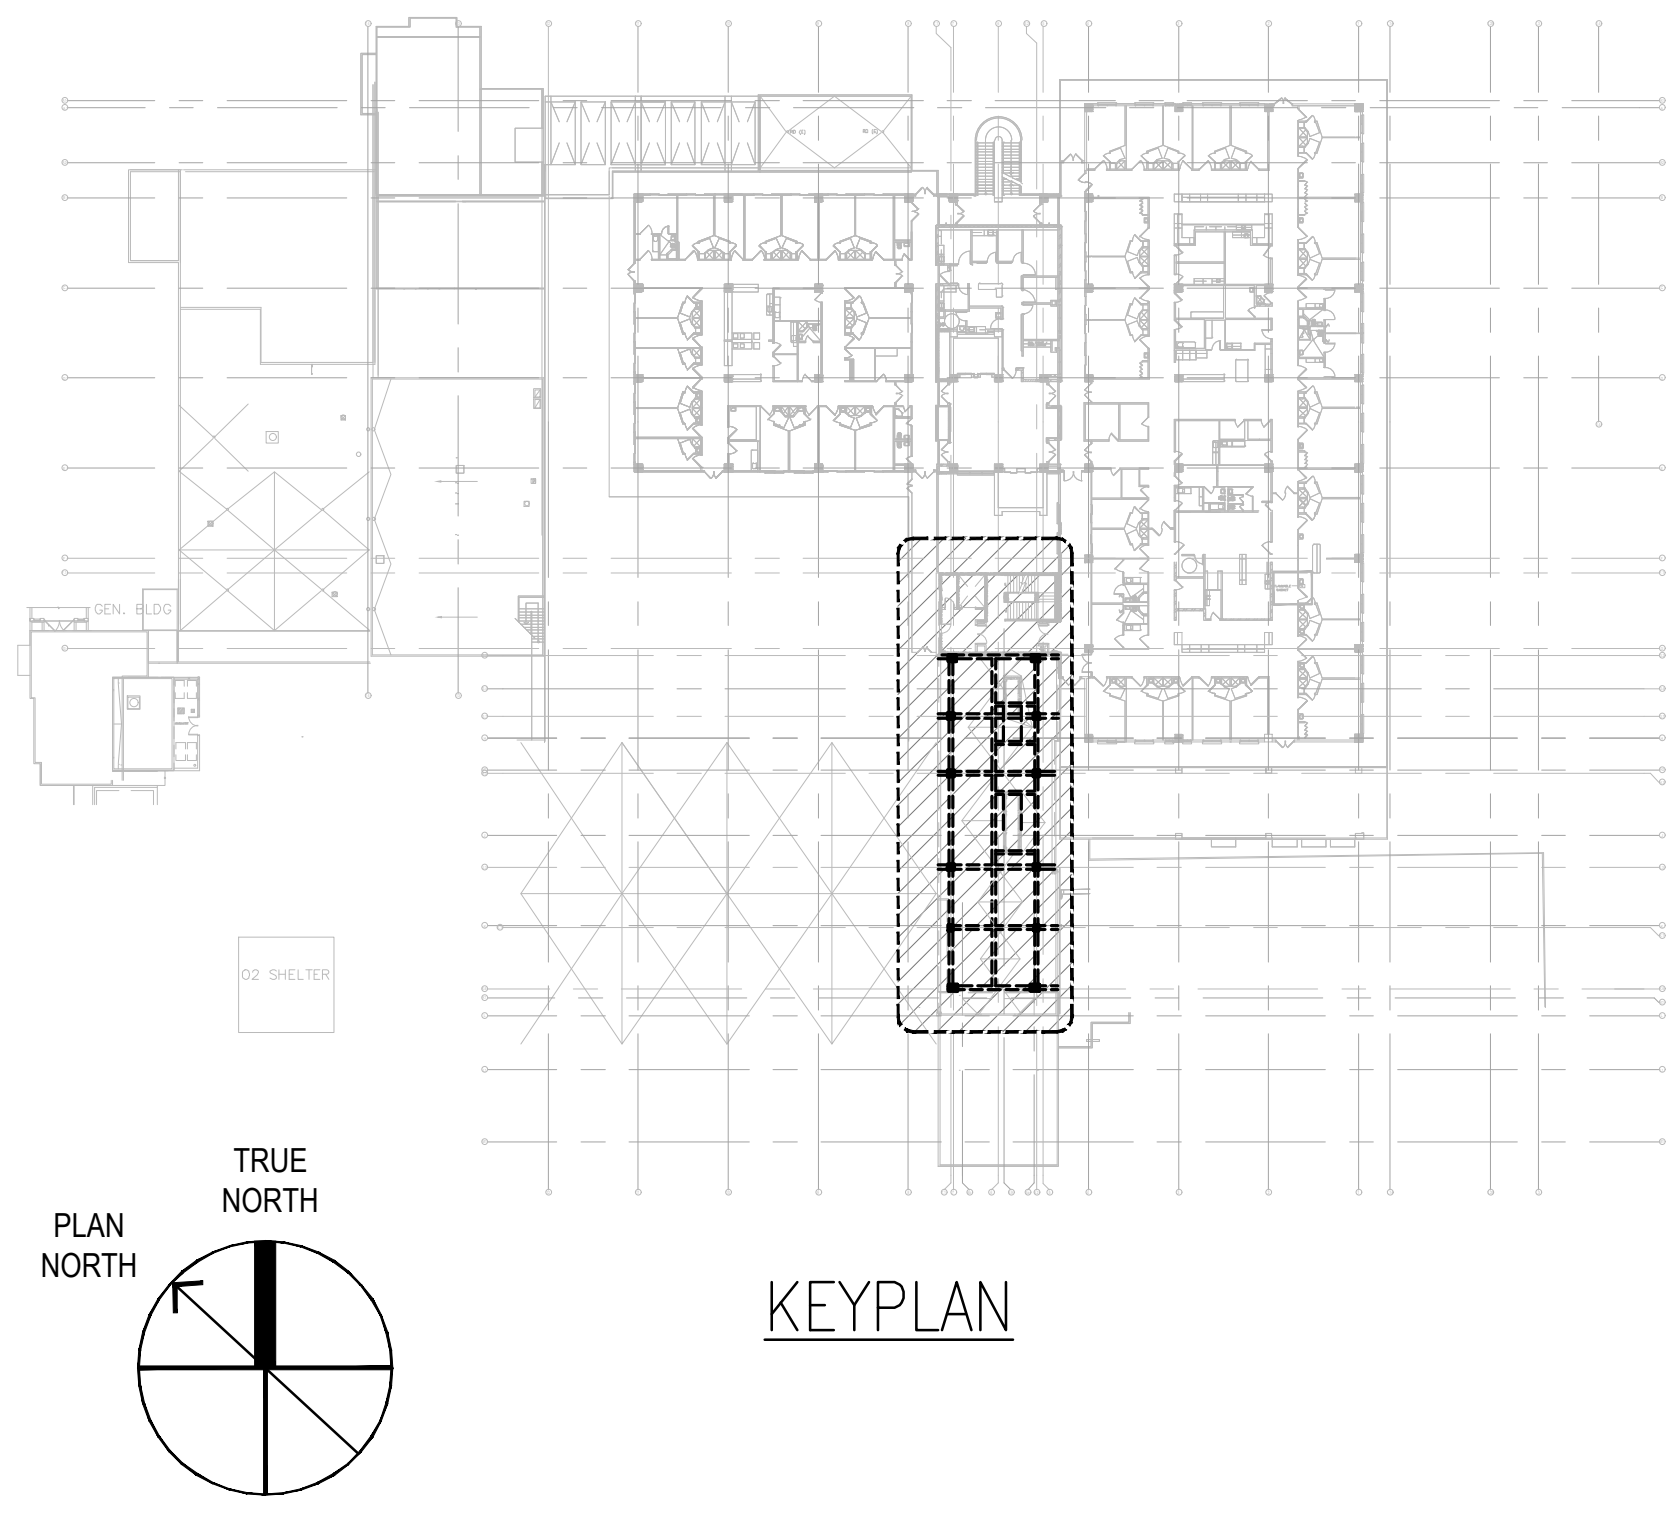 GEN. BLDG
O2 SHELTER
TRUE
NORTH
PLAN
NORTH
KEYPLAN